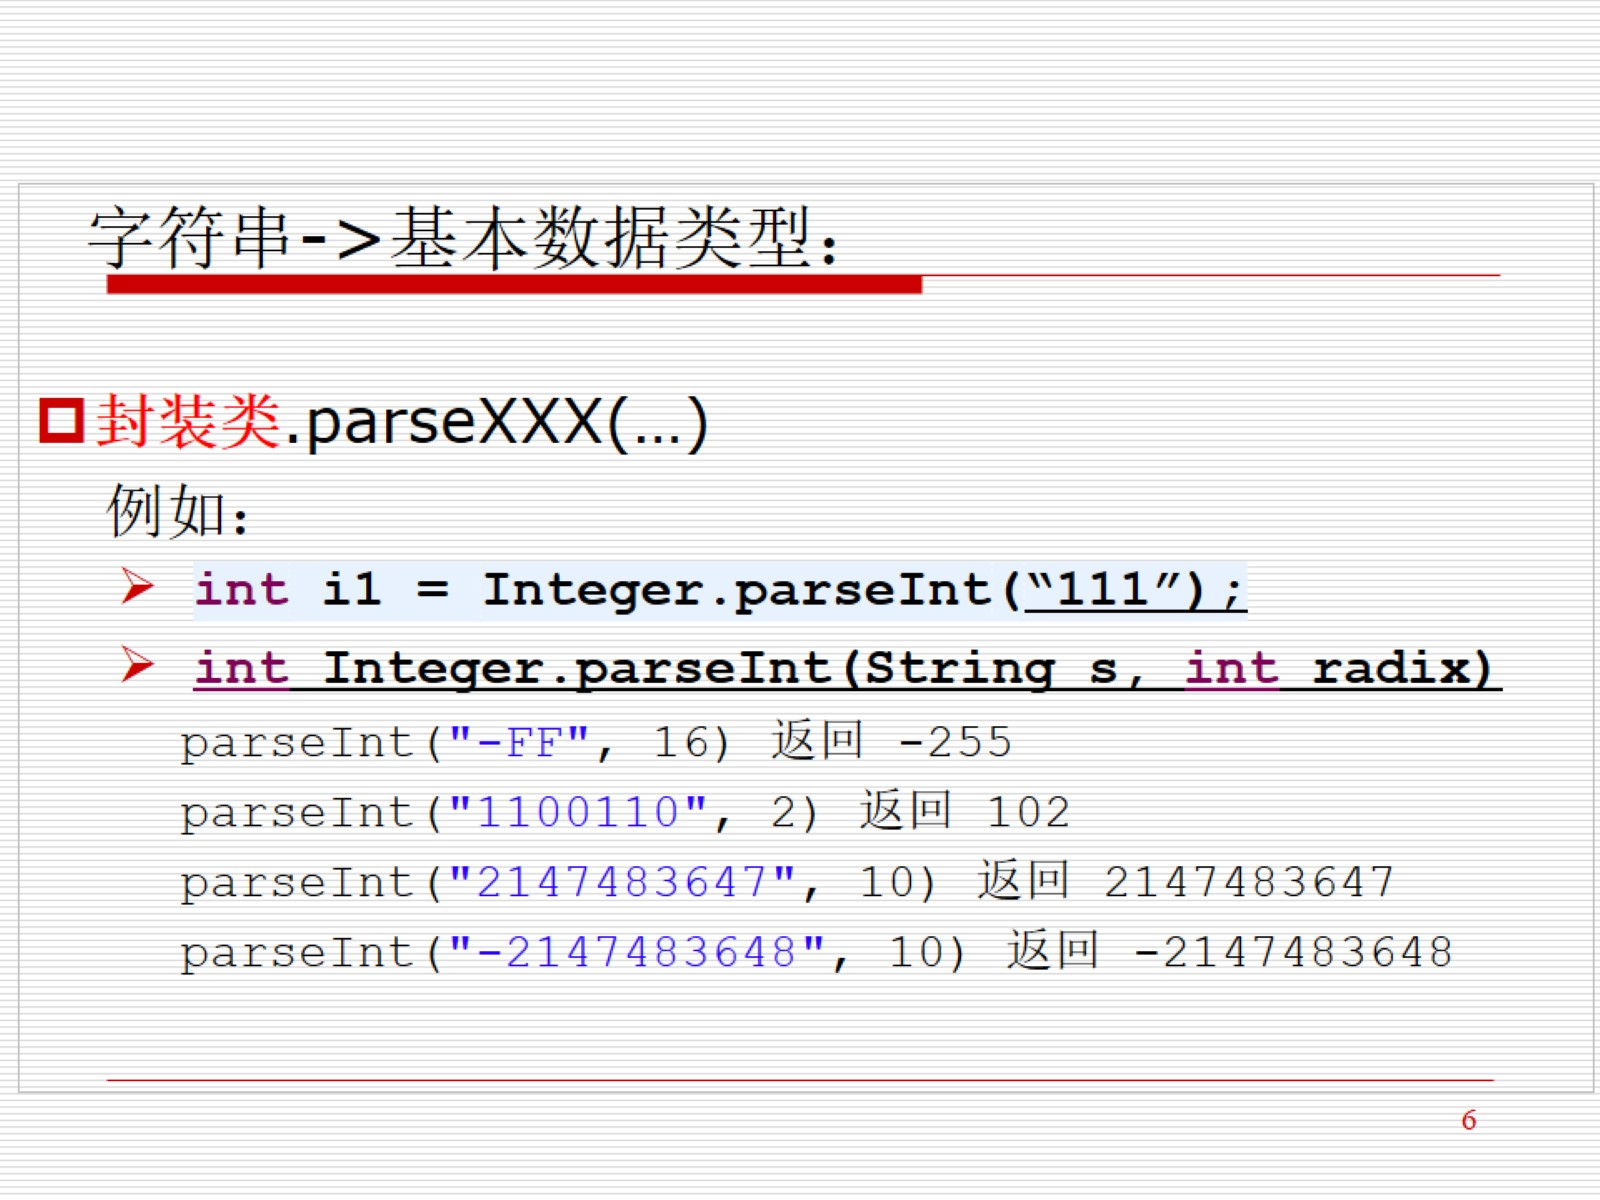 字符串->基本数据类型：
封装类.parseXXX(…)
例如：
int i1 = Integer.parseInt(“111”);
int Integer.parseInt(String s, int radix)
parseInt("-FF", 16) 返回 -255
parseInt("1100110", 2) 返回 102
parseInt("2147483647", 10) 返回 2147483647
parseInt("-2147483648", 10) 返回 -2147483648
6